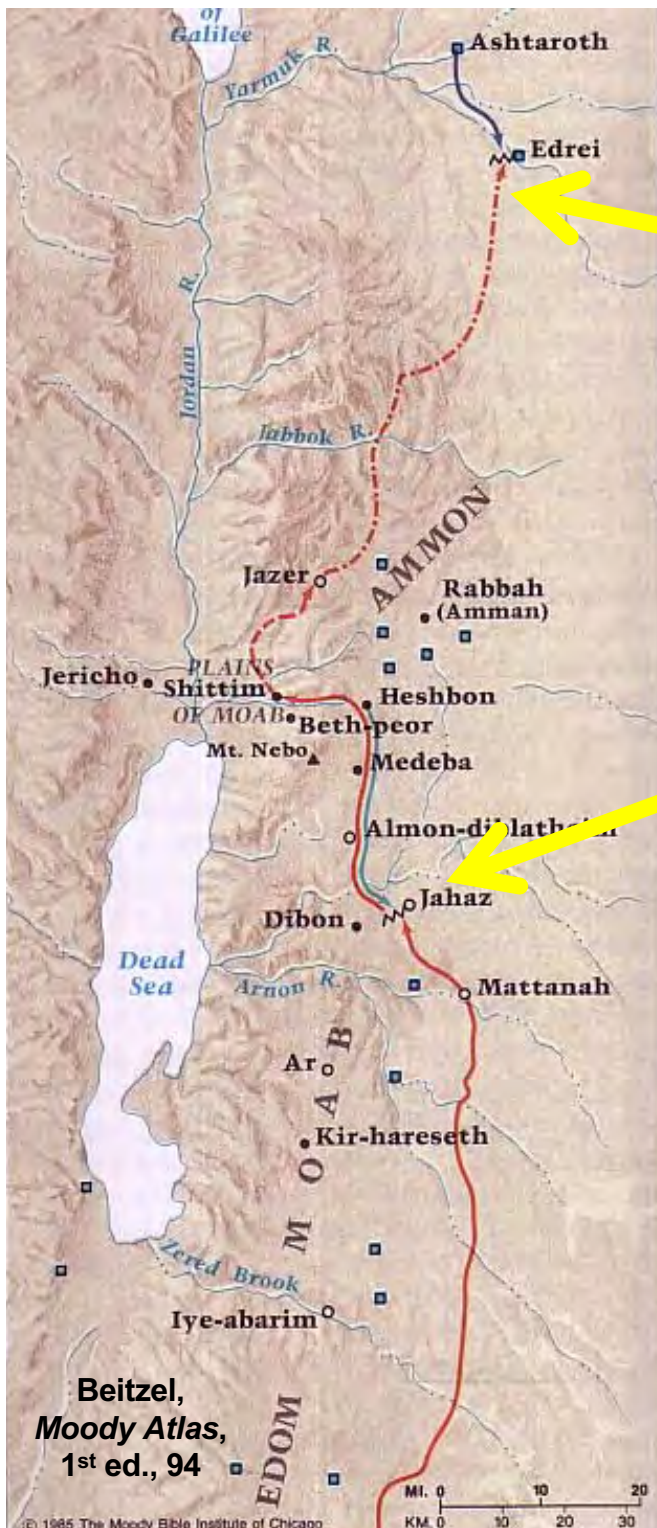 of
Galilee
Ashtaroth
Yarmuk R.
Edrei
Jordan R.
Jabbok R.
AMMON
Jazer
Rabbah
(Amman)
Jericho
PLAINS
Shittim
Heshbon
OF MOAB
Beth-peor
Mt. Nebo
Medeba
Almon-diblathaim
Jahaz
Dibon
Dead
Sea
Arnon R.
Mattanah
Ar
MOAB
Kir-hareseth
Zered Brook
Iye-abarim
Beitzel,
Moody Atlas,
1st ed., 94
EDOM
MI. 0 10 20
KM. 0 10 20 30
© 1985 The Moody Bible Institute of Chicago